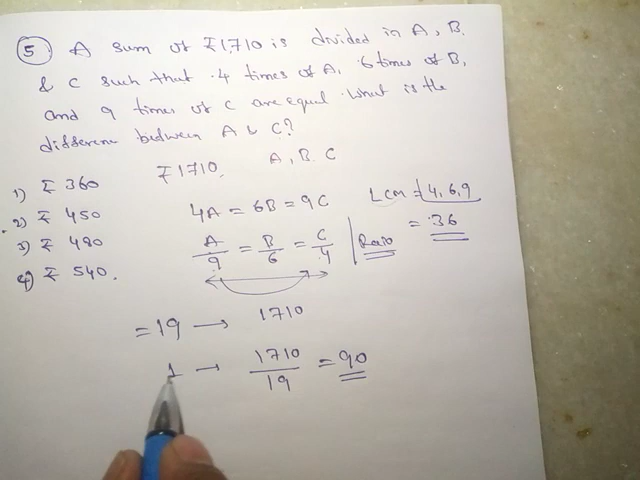 5 A sum of ₹1710 is divided in A, B.
& C such that 4 times of A, 6 times of B,
and 9 times of C are equal. What is the
difference between A & C?
₹1710. A, B. C
1) ₹ 360
2) ₹ 450
3) ₹ 480
4) ₹ 540.
4A = 6B = 9C
LCM = 4, 6, 9
= 36
A/9 = B/6 = C/4 | Raio
= 19 → 1710
1 → 1710/19 = 90